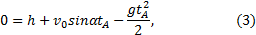 0 = h + v₀sinαt_A − gt_A²/2, (3)